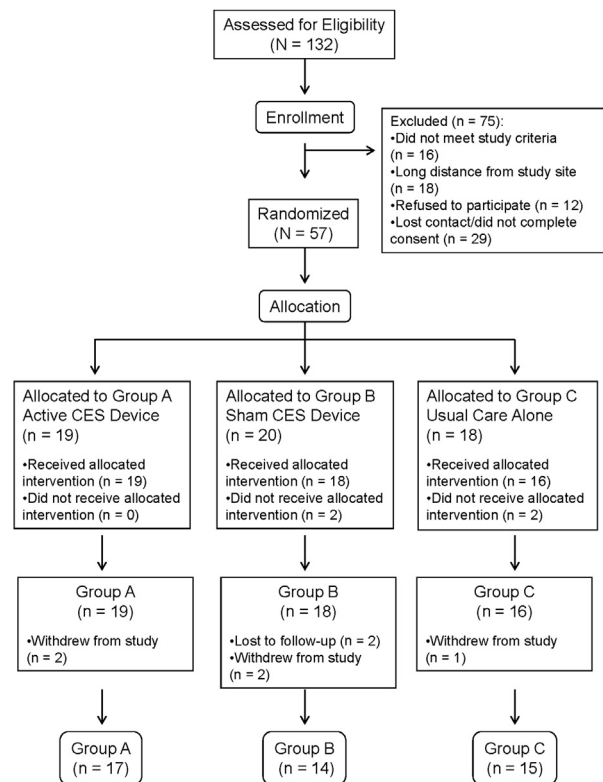 Assessed for Eligibility
(N = 132)
Enrollment
Excluded (n = 75):
•Did not meet study criteria
(n = 16)
•Long distance from study site
(n = 18)
•Refused to participate (n = 12)
•Lost contact/did not complete
consent (n = 29)
Randomized
(N = 57)
Allocation
Allocated to Group A
Active CES Device
(n = 19)
•Received allocated
intervention (n = 19)
•Did not receive allocated
intervention (n = 0)
Allocated to Group B
Sham CES Device
(n = 20)
•Received allocated
intervention (n = 18)
•Did not receive allocated
intervention (n = 2)
Allocated to Group C
Usual Care Alone
(n = 18)
•Received allocated
intervention (n = 16)
•Did not receive allocated
intervention (n = 2)
Group A
(n = 19)
•Withdrew from study
(n = 2)
Group B
(n = 18)
•Lost to follow-up (n = 2)
•Withdrew from study
(n = 2)
Group C
(n = 16)
•Withdrew from study
(n = 1)
Group A
(n = 17)
Group B
(n = 14)
Group C
(n = 15)